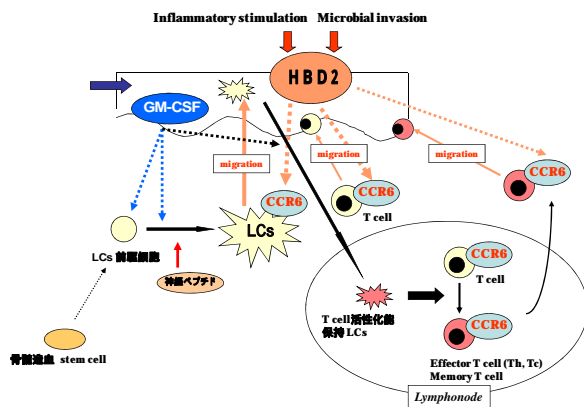 Inflammatory stimulation Microbial invasion
HBD2
GM-CSF
migration
migration
migration
CCR6
CCR6
CCR6
LCs
T cell
LCs 前駆細胞
神経ペプチド
骨髄造血 stem cell
T cell活性化能
保持 LCs
CCR6
T cell
CCR6
Effector T cell (Th, Tc)
Memory T cell
Lymphonode